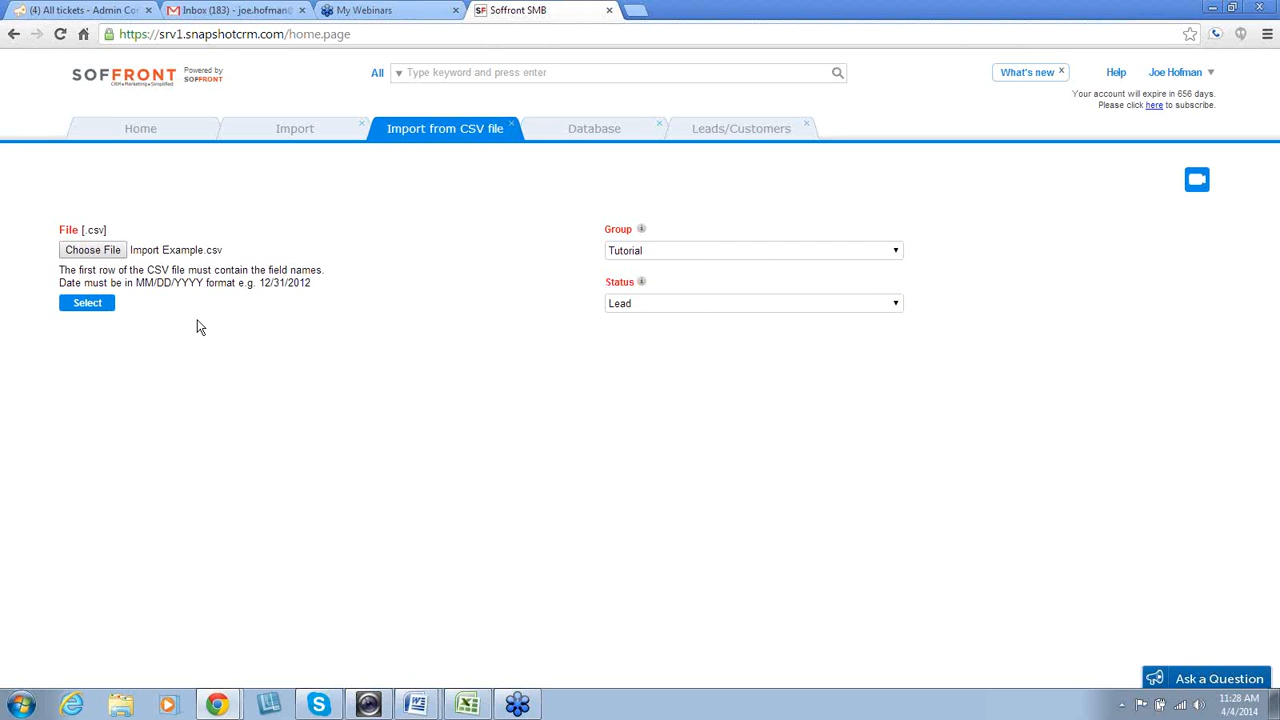 (4) All tickets - Admin Co
Inbox (183) - joe.hofman@
My Webinars
Soffront SMB
https://srv1.snapshotcrm.com/home.page
SOFFRONT
CRM+Marketing+Simplified
Powered by
SOFFRONT
All
Type keyword and press enter
What's new x
Help
Joe Hofman
Your account will expire in 656 days.
Please click here to subscribe.
Home
Import
Import from CSV file
Database
Leads/Customers
File [.csv]
Choose File Import Example.csv
The first row of the CSV file must contain the field names.
Date must be in MM/DD/YYYY format e.g. 12/31/2012
Select
Group
Tutorial
Status
Lead
Ask a Question
11:28 AM
4/4/2014